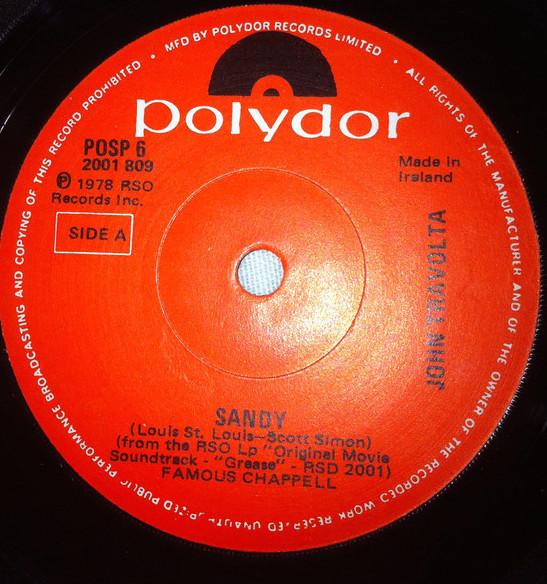 MFD BY POLYDOR RECORDS LIMITED • ALL RIGHTS OF THE MANUFACTURER AND OF THE OWNER OF THE RECORDED WORK RESERVED UNAUTHORIZED PUBLIC PERFORMANCE BROADCASTING AND COPYING OF THIS RECORD PROHIBITED •
polydor
POSP 6
2001 809
℗ 1978 RSO
Records Inc.
SIDE A
Made in
Ireland
JOHN TRAVOLTA
SANDY
(Louis St. Louis–Scott Simon)
(from the RSO Lp "Original Movie
Soundtrack - "Grease" - RSD 2001)
FAMOUS CHAPPELL